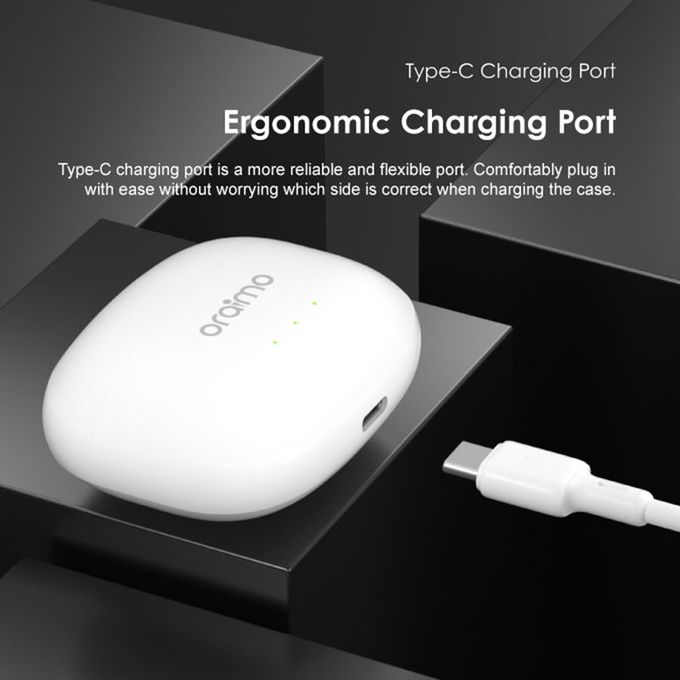 Type-C Charging Port
Ergonomic Charging Port
Type-C charging port is a more reliable and flexible port. Comfortably plug in
with ease without worrying which side is correct when charging the case.
oraimo